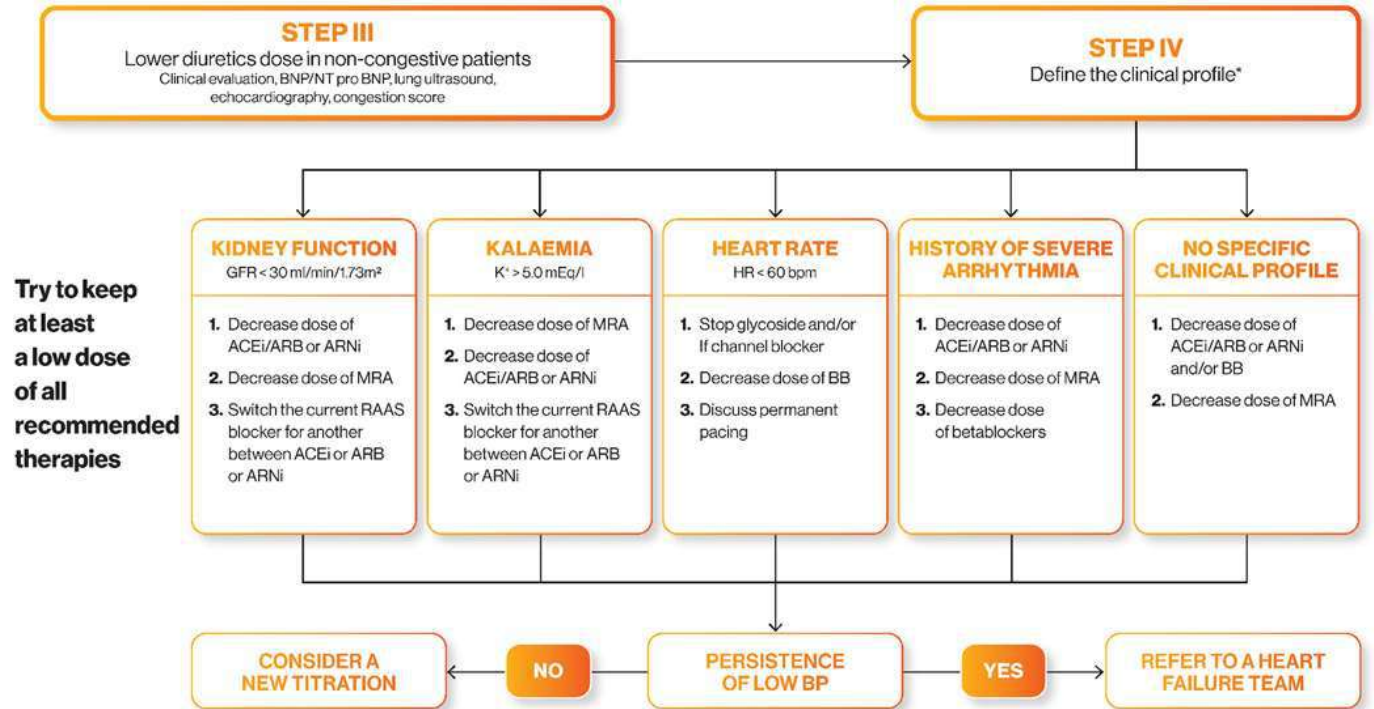 STEP III
Lower diuretics dose in non-congestive patients
Clinical evaluation, BNP/NT pro BNP, lung ultrasound,
echocardiography, congestion score
STEP IV
Define the clinical profile*
Try to keep
at least
a low dose
of all
recommended
therapies
KIDNEY FUNCTION
GFR < 30 ml/min/1.73m²
1. Decrease dose of
ACEi/ARB or ARNi
2. Decrease dose of MRA
3. Switch the current RAAS
blocker for another
between ACEi or ARB
or ARNi
KALAEMIA
K⁺ > 5.0 mEq/l
1. Decrease dose of MRA
2. Decrease dose of
ACEi/ARB or ARNi
3. Switch the current RAAS
blocker for another
between ACEi or ARB
or ARNi
HEART RATE
HR < 60 bpm
1. Stop glycoside and/or
If channel blocker
2. Decrease dose of BB
3. Discuss permanent
pacing
HISTORY OF SEVERE
ARRHYTHMIA
1. Decrease dose of
ACEi/ARB or ARNi
2. Decrease dose of MRA
3. Decrease dose
of betablockers
NO SPECIFIC
CLINICAL PROFILE
1. Decrease dose of
ACEi/ARB or ARNi
and/or BB
2. Decrease dose of MRA
CONSIDER A
NEW TITRATION
NO
PERSISTENCE
OF LOW BP
YES
REFER TO A HEART
FAILURE TEAM